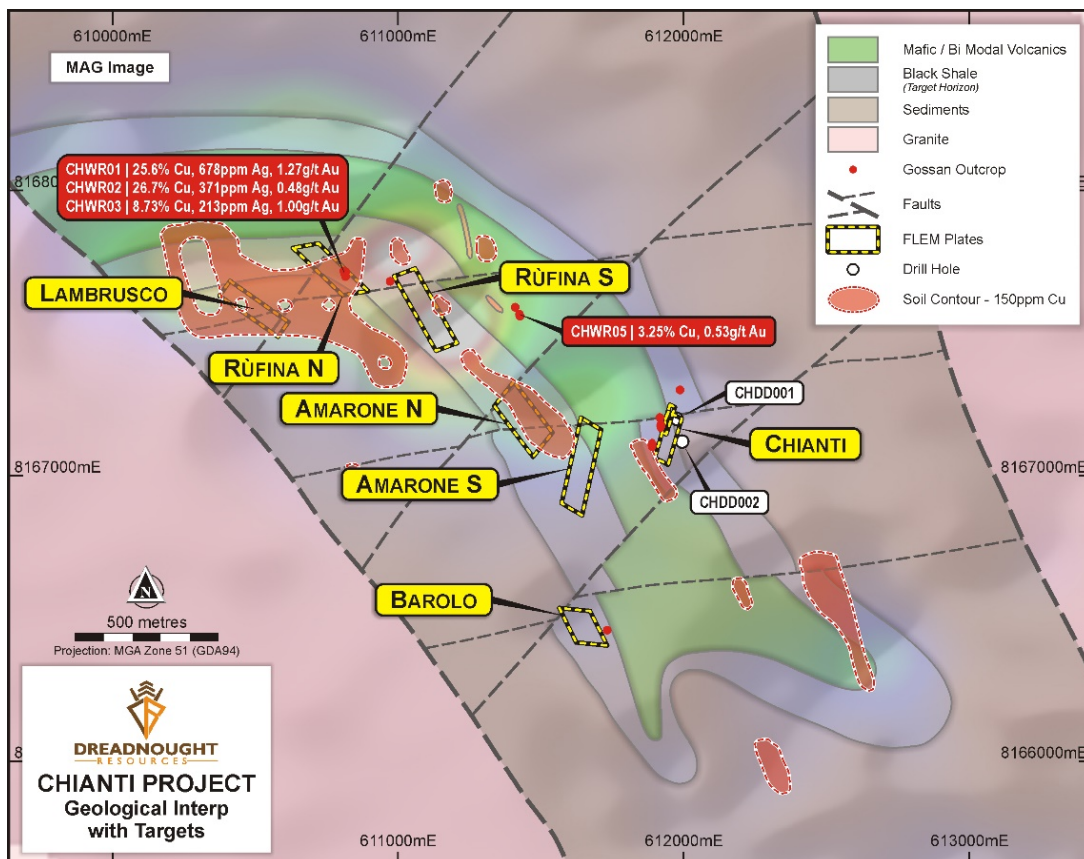 610000mE
611000mE
612000mE
MAG Image
Mafic / Bi Modal Volcanics
Black Shale
(Target Horizon)
Sediments
Granite
Gossan Outcrop
Faults
FLEM Plates
Drill Hole
Soil Contour - 150ppm Cu
CHWR01 | 25.6% Cu, 678ppm Ag, 1.27g/t Au
CHWR02 | 26.7% Cu, 371ppm Ag, 0.48g/t Au
CHWR03 | 8.73% Cu, 213ppm Ag, 1.00g/t Au
81680
LAMBRUSCO
RÙFINA S
CHWR05 | 3.25% Cu, 0.53g/t Au
RÙFINA N
AMARONE N
CHDD001
CHIANTI
8167000mE
8167000mE
AMARONE S
CHDD002
BAROLO
N
500 metres
Projection: MGA Zone 51 (GDA94)
DREADNOUGHT
RESOURCES
CHIANTI PROJECT
Geological Interp
with Targets
8166000mE
611000mE
612000mE
613000mE